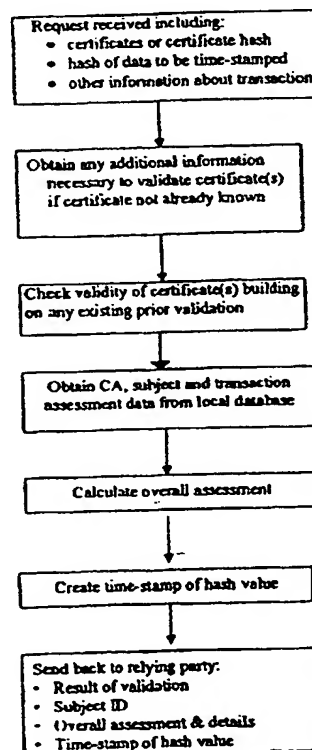 Request received including:
• certificates or certificate hash
• hash of data to be time-stamped
• other information about transaction
Obtain any additional information
necessary to validate certificate(s)
if certificate not already known
Check validity of certificate(s) building
on any existing prior validation
Obtain CA, subject and transaction
assessment data from local database
Calculate overall assessment
Create time-stamp of hash value
Send back to relying party:
• Result of validation
• Subject ID
• Overall assessment & details
• Time-stamp of hash value